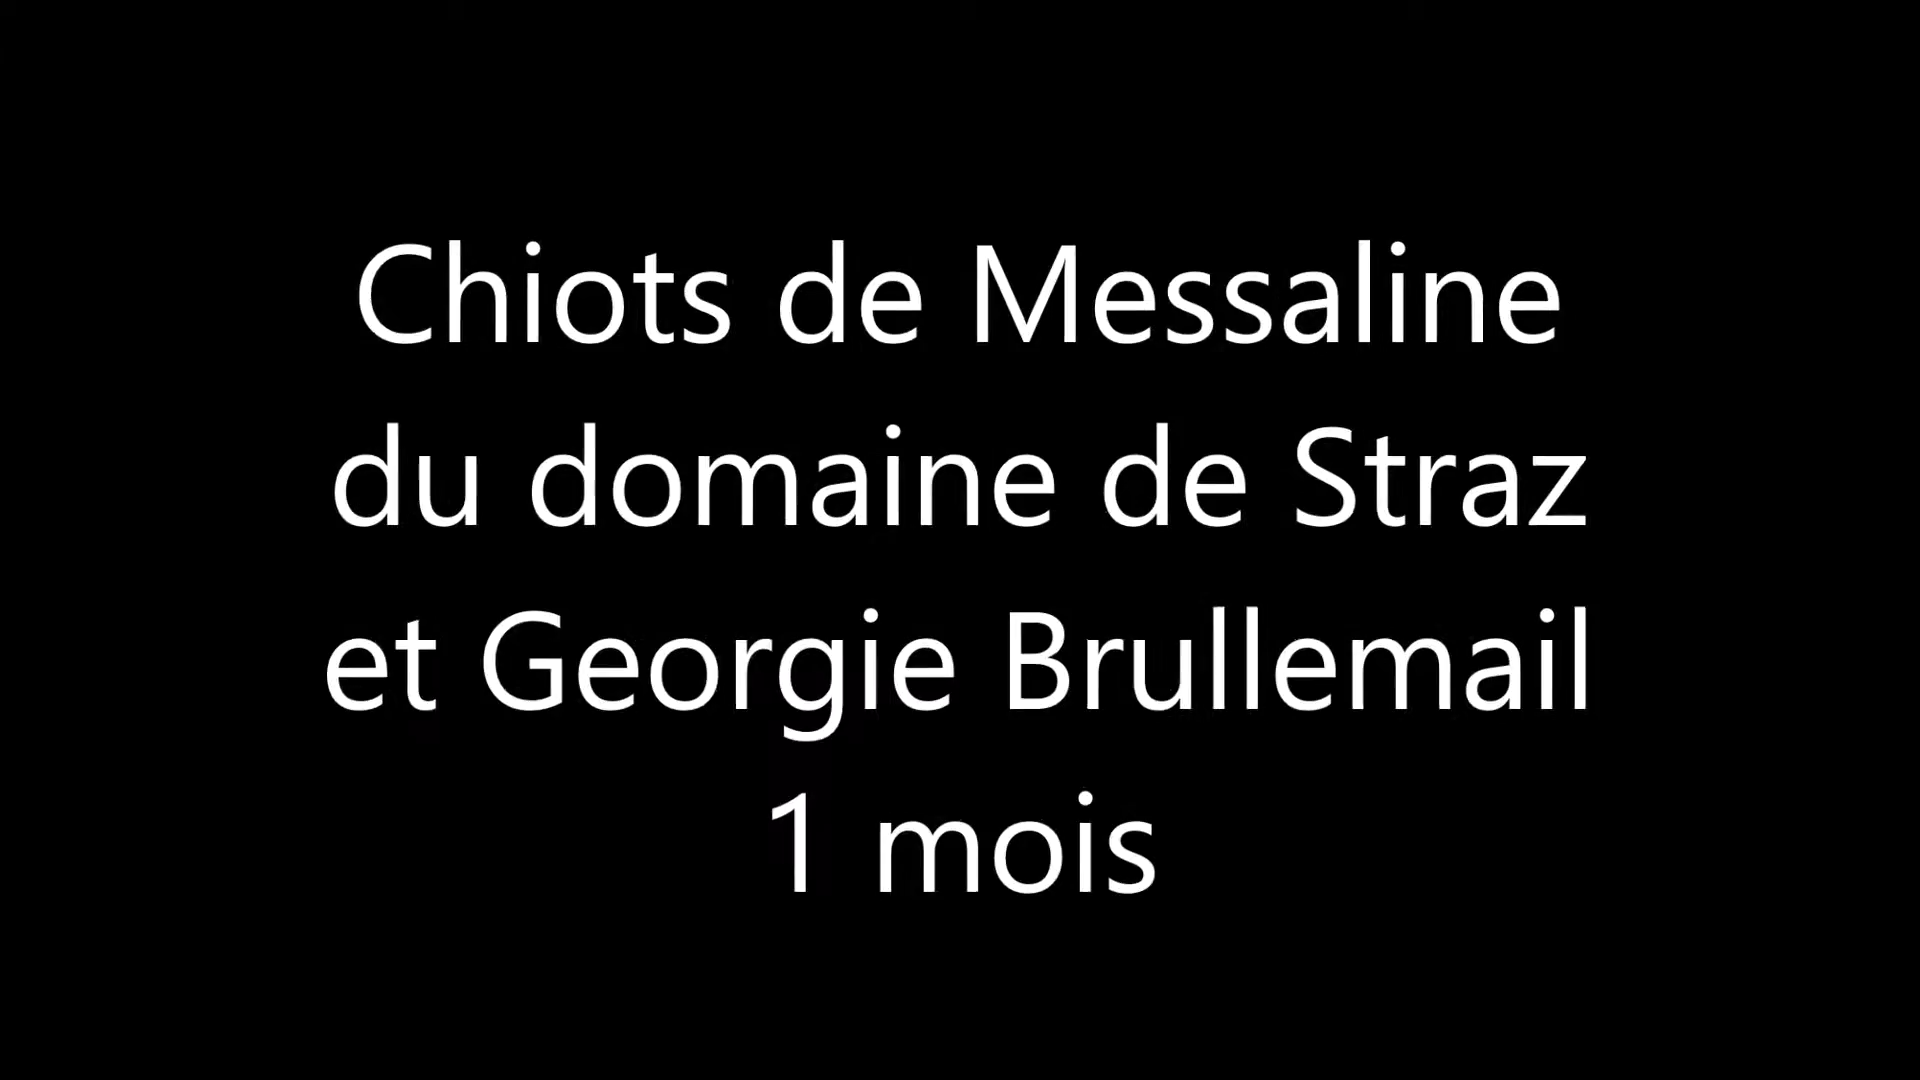 Chiots de Messaline
du domaine de Straz
et Georgie Brullemail
1 mois